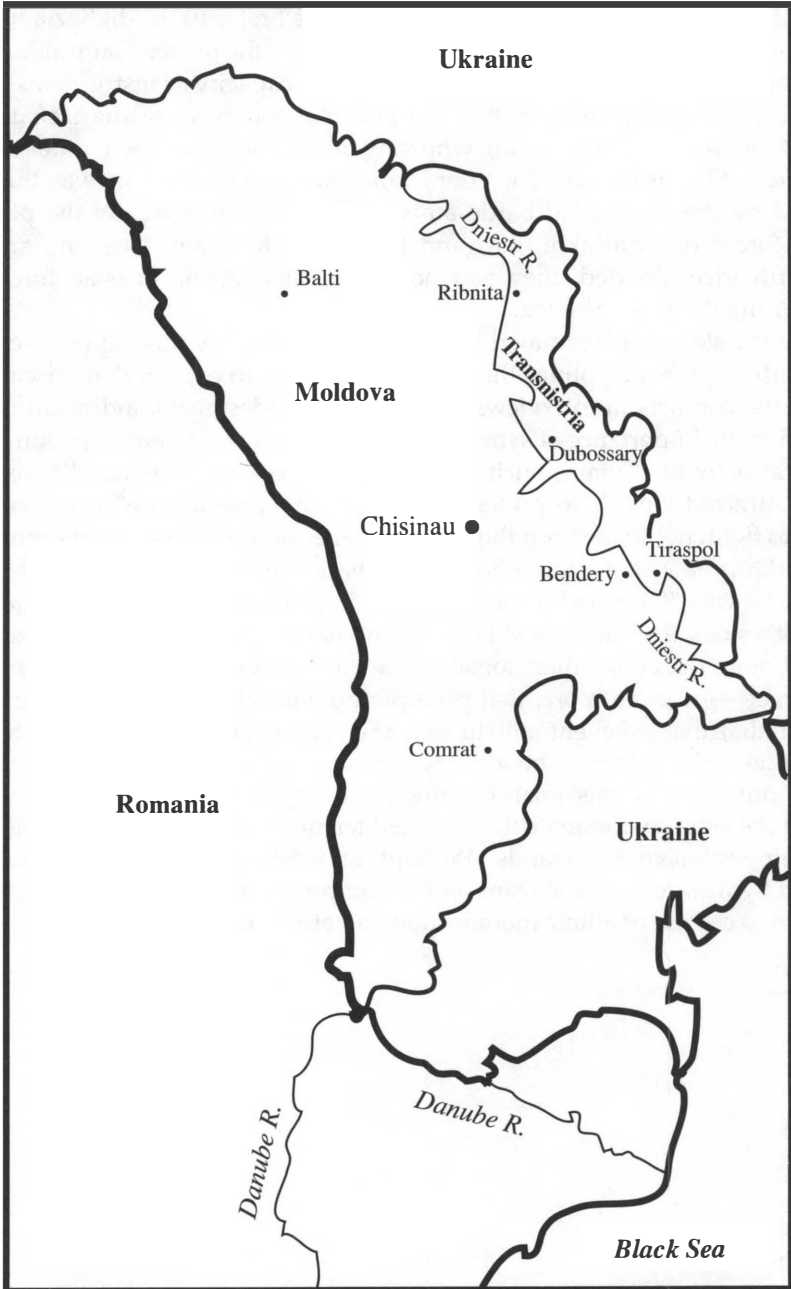 Ukraine
Dniestr R.
Balti
Ribnita
Transnistria
Moldova
Dubossary
Chisinau
Tiraspol
Bendery
Dniestr R.
Comrat
Romania
Ukraine
Danube R.
Danube R.
Black Sea